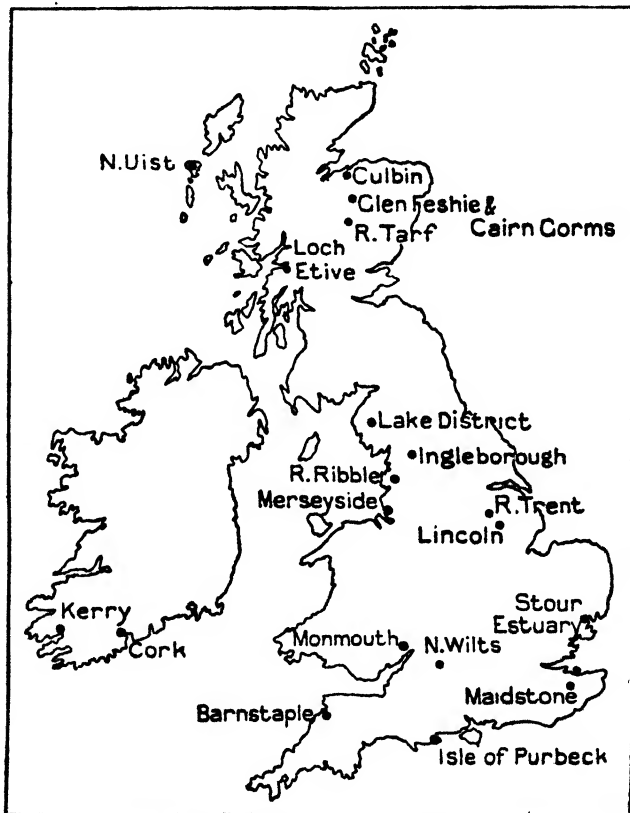 N.Uist
Culbin
Glen Feshie &
Cairn Gorms
R. Tarf
Loch
Etive
Lake District
Ingleborough
R. Ribble
Merseyside
R. Trent
Lincoln
Kerry
Cork
Stour
Estuary
Monmouth
N. Wilts
Maidstone
Barnstaple
Isle of Purbeck